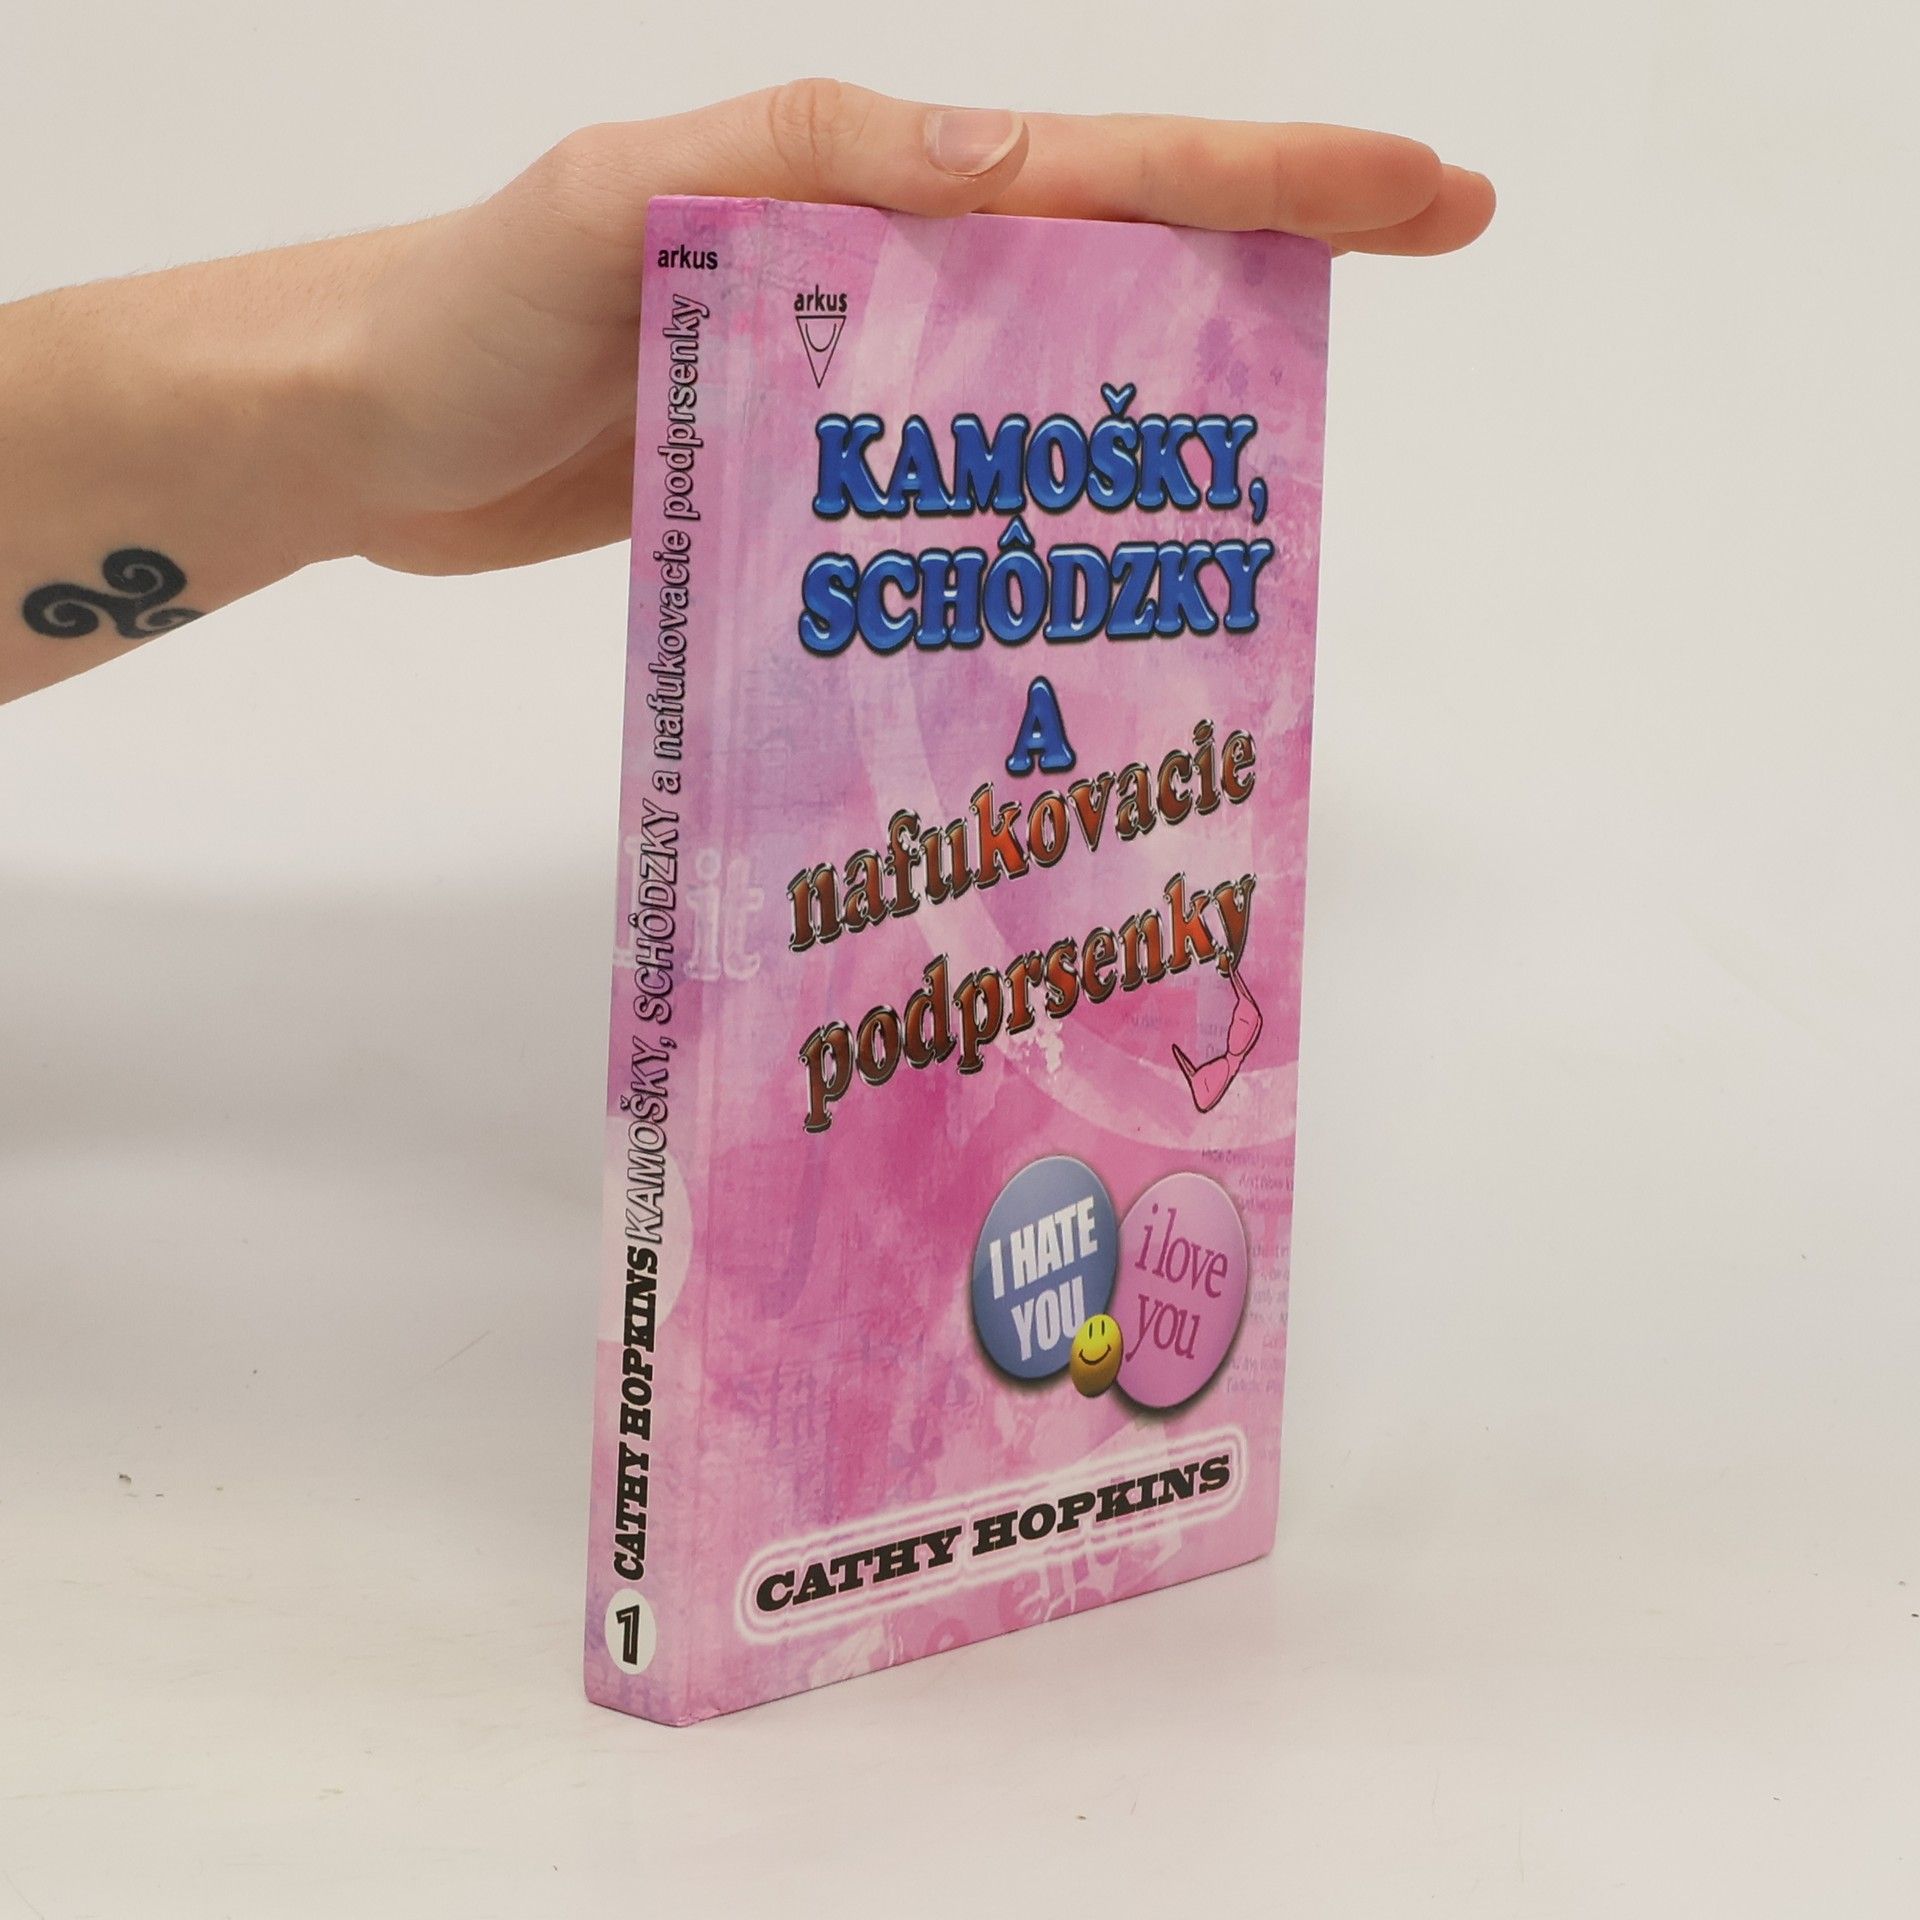 arkus
KAMOŠKY, SCHÔDZKY a nafukovacie podprsenky
CATHY HOPKINS
1
arkus
KAMOŠKY,
SCHÔDZKY
A
nafukovacie
podprsenky
I HATE
YOU
i love
you
CATHY HOPKINS